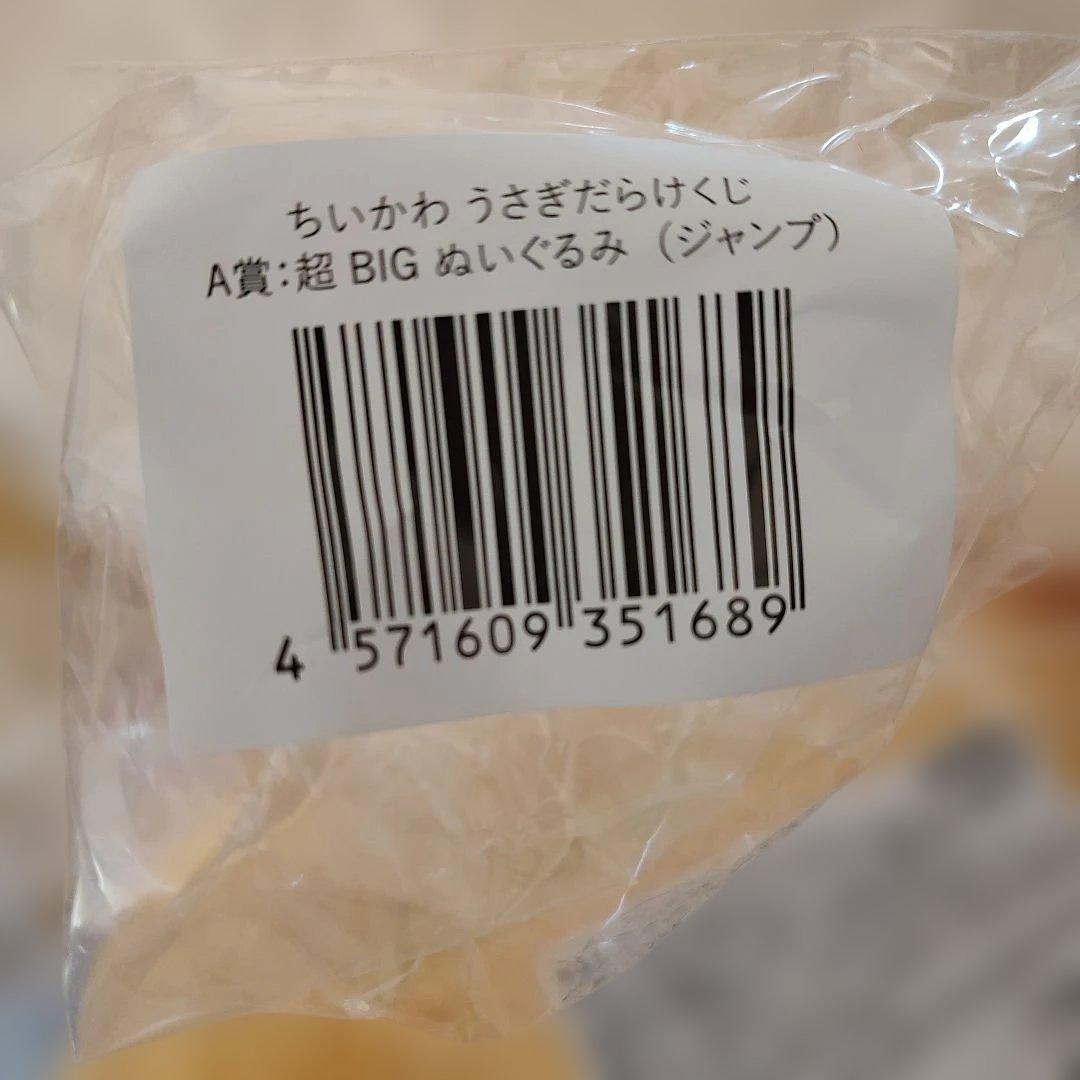 ちいかわ うさぎだらけくじ
A賞：超 BIG ぬいぐるみ （ジャンプ）
4 571609 351689